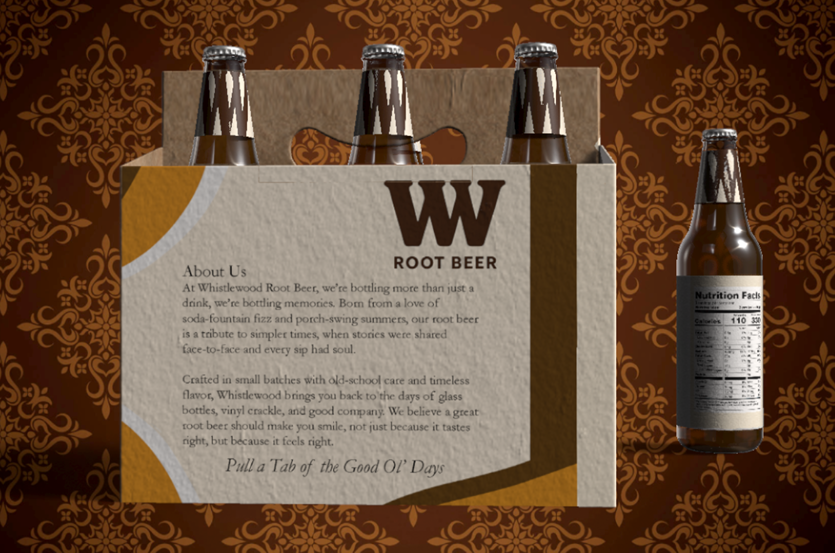 W
ROOT BEER
About Us
At Whistlewood Root Beer, we're bottling more than just a
drink, we're bottling memories. Born from a love of
soda-fountain fizz and porch-swing summers, our root beer
is a tribute to simpler times, when stories were shared
face-to-face and every sip had soul.
Crafted in small batches with old-school care and timeless
flavor, Whistlewood brings you back to the days of glass
bottles, vinyl crackle, and good company. We believe a great
root beer should make you smile, not just because it tastes
right, but because it feels right.
Pull a Tab of the Good Ol' Days
Nutrition Facts
Calories 110 330